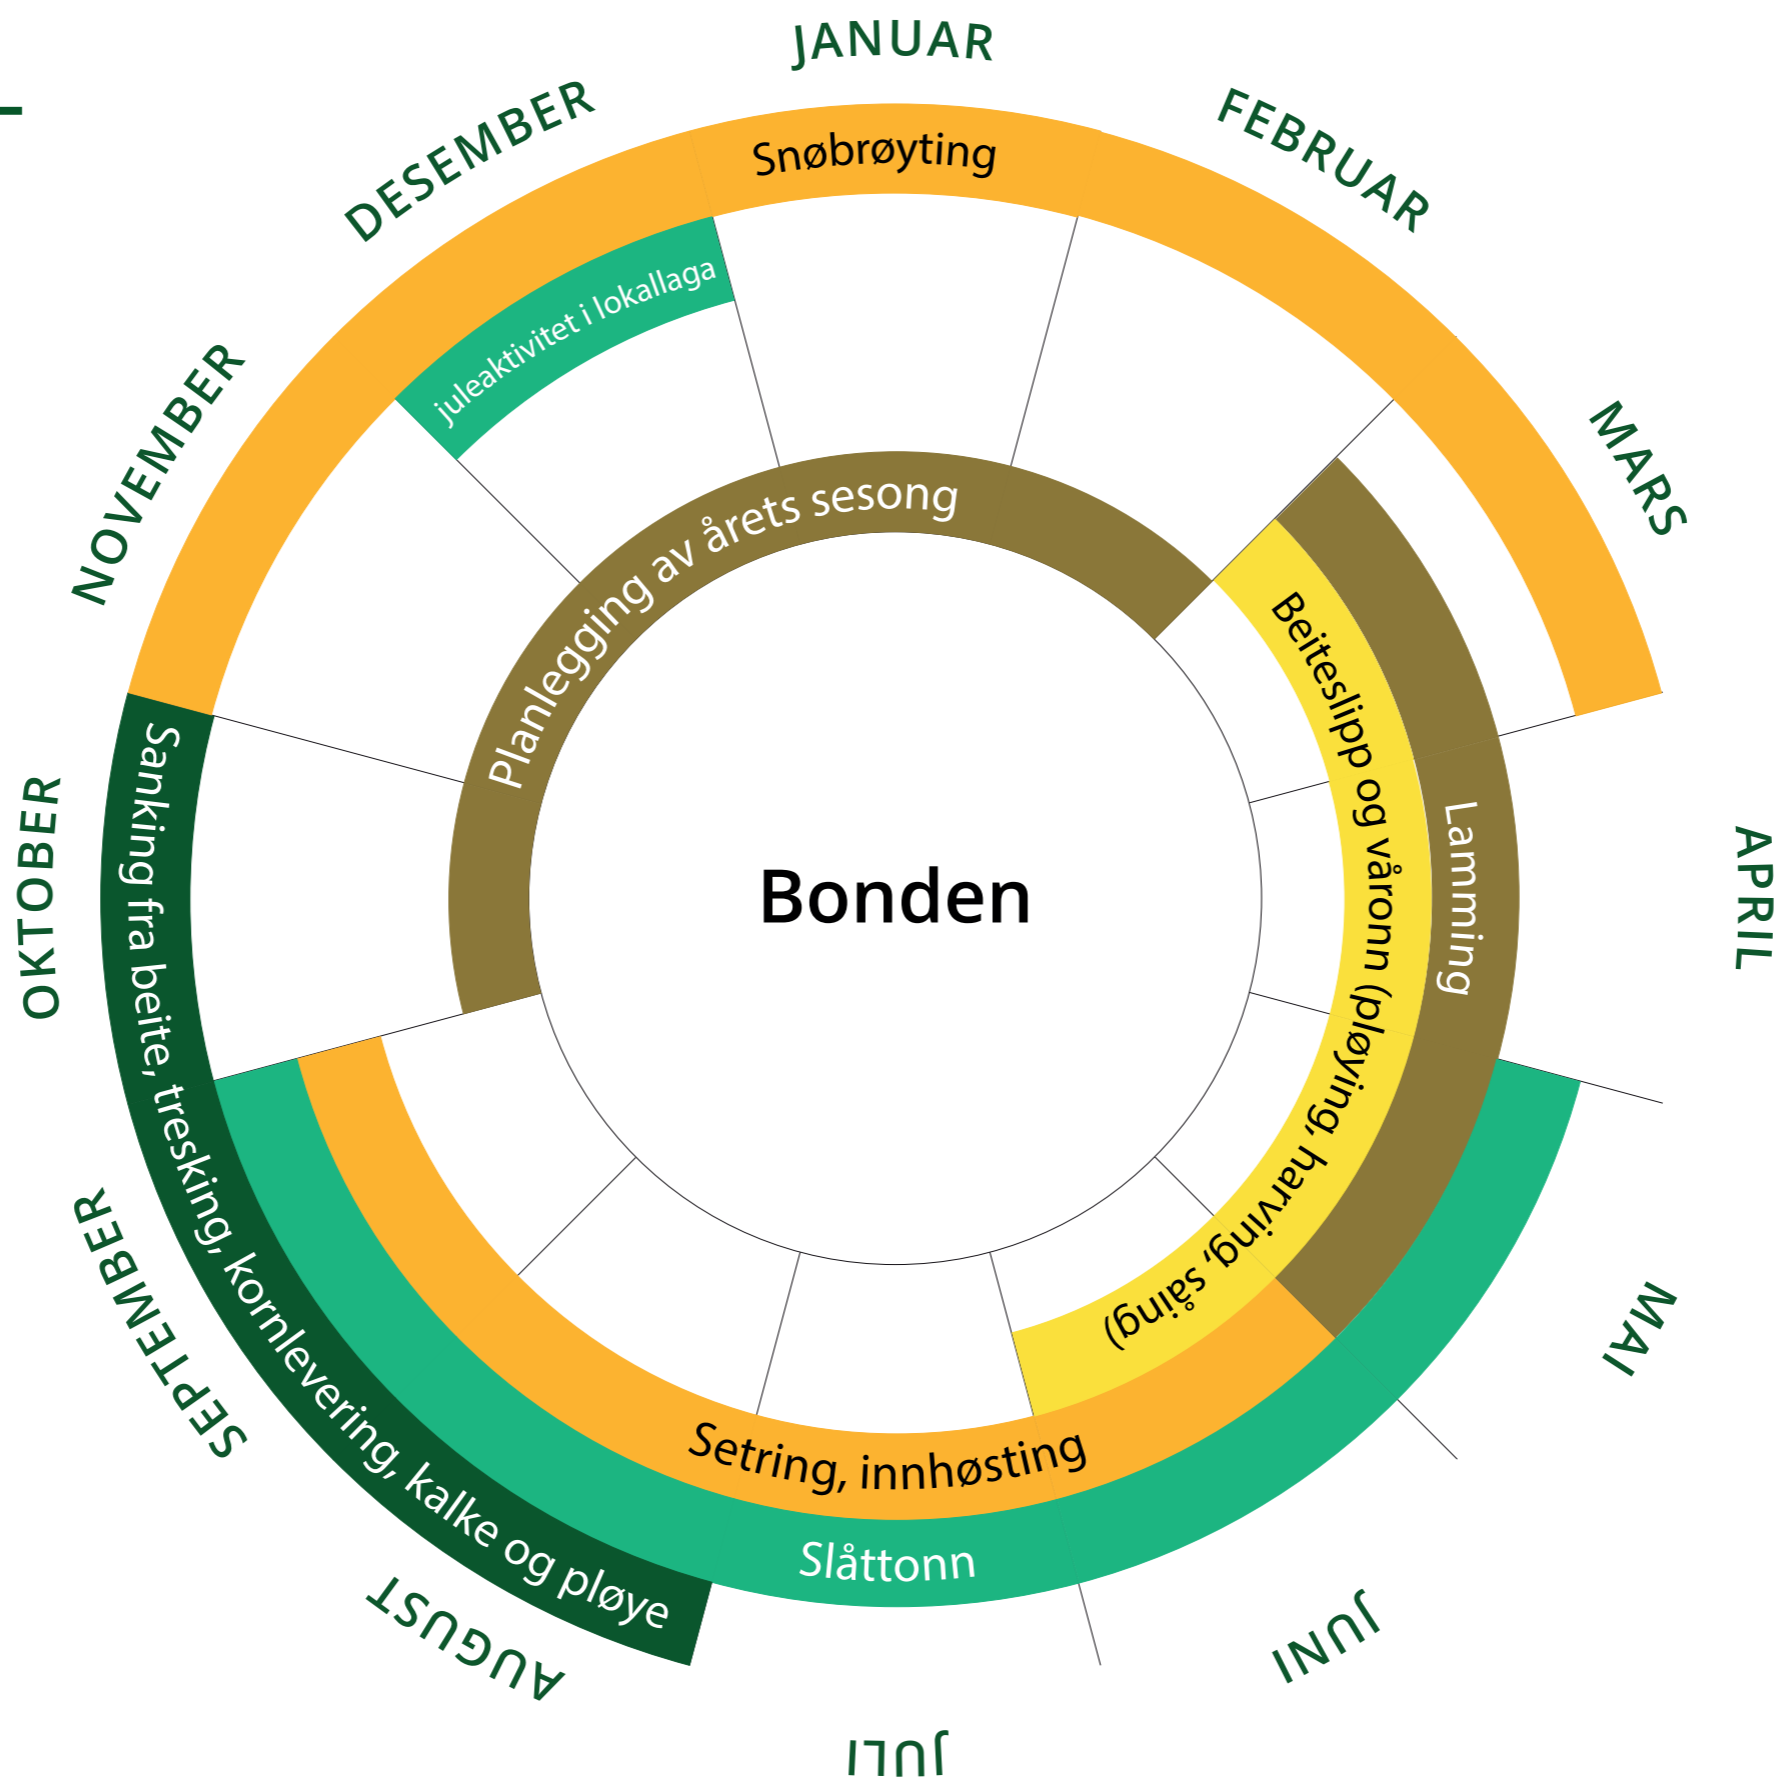 JANUAR
FEBRUAR
MARS
APRIL
MAI
JUNI
JULI
AUGUST
SEPTEMBER
OKTOBER
NOVEMBER
DESEMBER
Snøbrøyting
juleaktivitet i lokallaga
Planlegging av årets sesong
Beiteslipp og våronn (pløying, harving, såing)
Lamming
Bonden
Setring, innhøsting
Slåttonn
Sanking fra beite, tresking, kornlevering, kalke og pløye